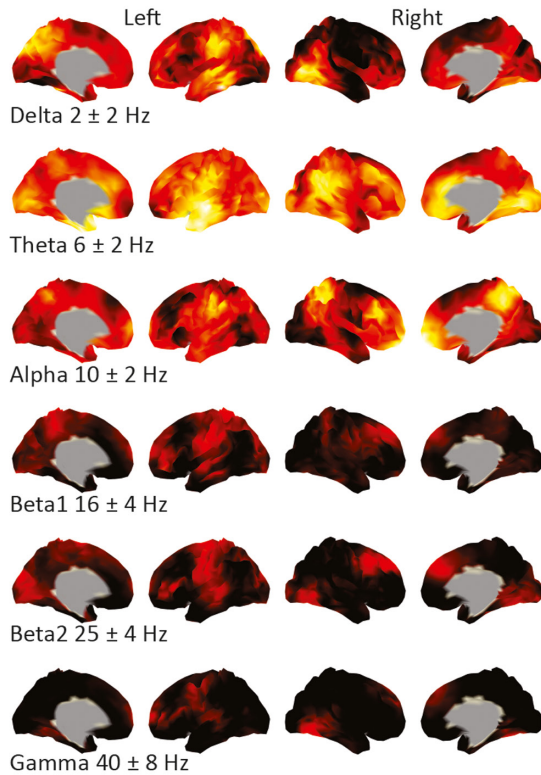 Left Right
Delta 2 ± 2 Hz
Theta 6 ± 2 Hz
Alpha 10 ± 2 Hz
Beta1 16 ± 4 Hz
Beta2 25 ± 4 Hz
Gamma 40 ± 8 Hz